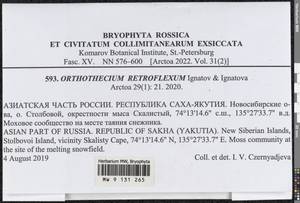 BRYOPHYTA ROSSICA
ET CIVITATUM COLLIMITANEARUM EXSICCATA
Komarov Botanical Institute, St.-Petersburg
Fasc. XV. NN 576–600 [Arctoa 2022. Vol. 31(2)]
593. ORTHOTHECIUM RETROFLEXUM Ignatov & Ignatova
Arctoa 29(1): 21. 2020.
АЗИАТСКАЯ ЧАСТЬ РОССИИ. РЕСПУБЛИКА САХА-ЯКУТИЯ. Новосибирские о-
ва, о. Столбовой, окрестности мыса Скалистый, 74°13'14.6" с.ш., 135°27'33.7" в.д.
Моховое сообщество на месте таяния снежника.
ASIAN PART OF RUSSIA. REPUBLIC OF SAKHA (YAKUTIA). New Siberian Islands,
Stolbovoi Island, vicinity Skalisty Cape, 74°13'14.6" N, 135°27'33.7" E. Moss community at
the site of the melting snowfield.
4 August 2019
Coll. et det. I. V. Czernyadjeva
Herbarium MW, Bryophyta
MW 9 131 265